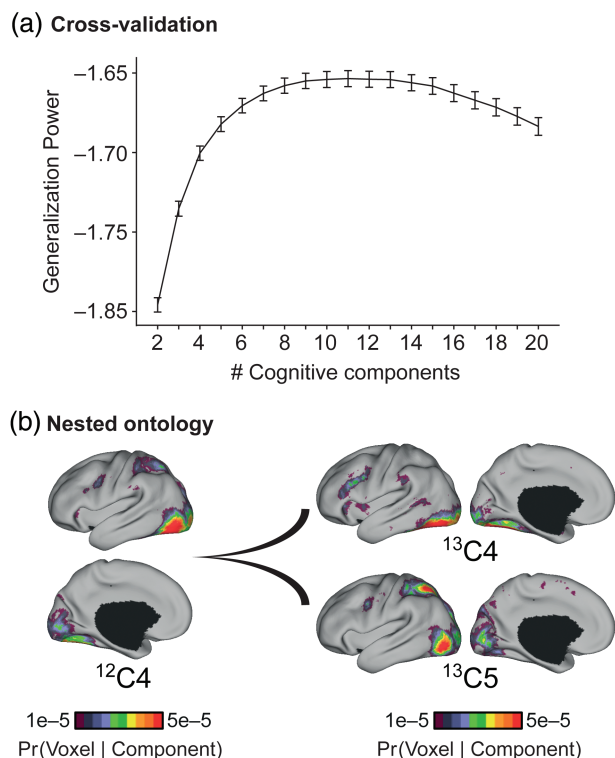 (a) Cross-validation
Generalization Power
−1.65
−1.70
−1.75
−1.85
2 4 6 8 10 12 14 16 18 20
# Cognitive components
(b) Nested ontology
¹³C4
¹²C4
¹³C5
1e–5 5e–5
Pr(Voxel | Component)
1e–5 5e–5
Pr(Voxel | Component)